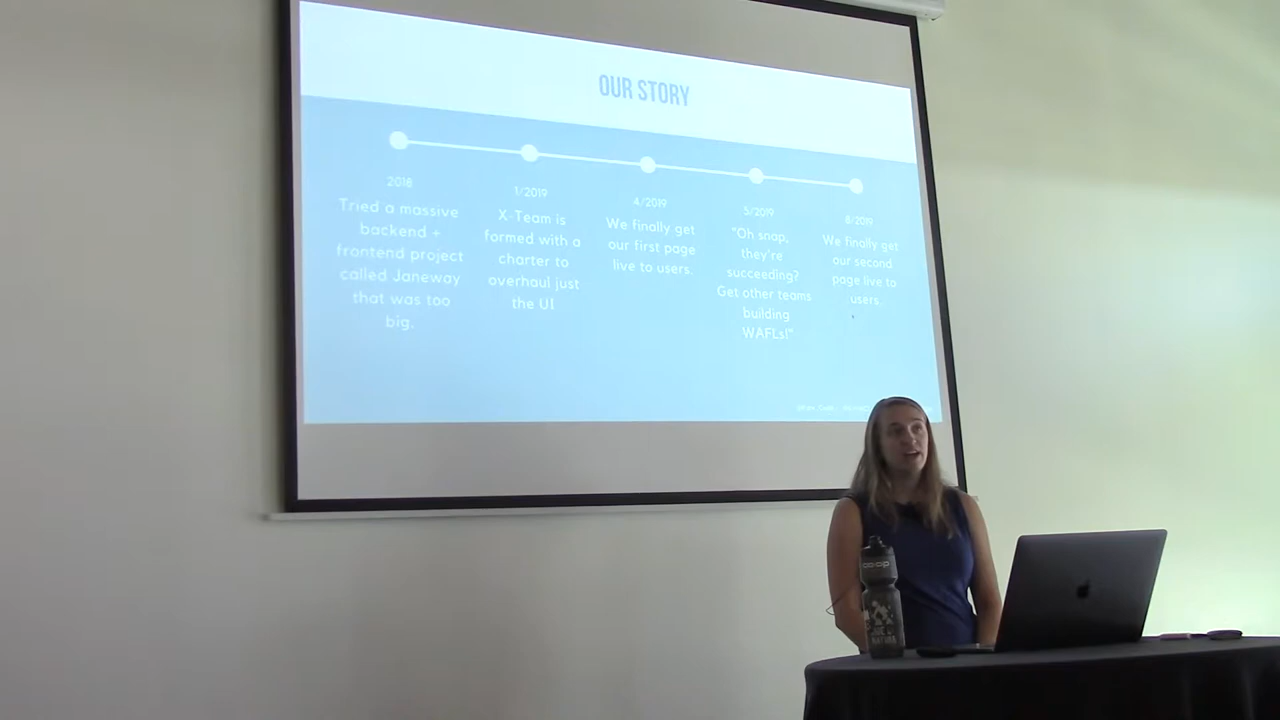 OUR STORY
2018
Tried a massive
backend +
frontend project
called Janeway
that was too
big.
1/2019
X-Team is
formed with a
charter to
overhaul just
the UI
4/2019
We finally get
our first page
live to users.
5/2019
"Oh snap,
they're
succeeding?
Get other teams
building
WAFLs!"
8/2019
We finally get
our second
page live to
users.
co·op